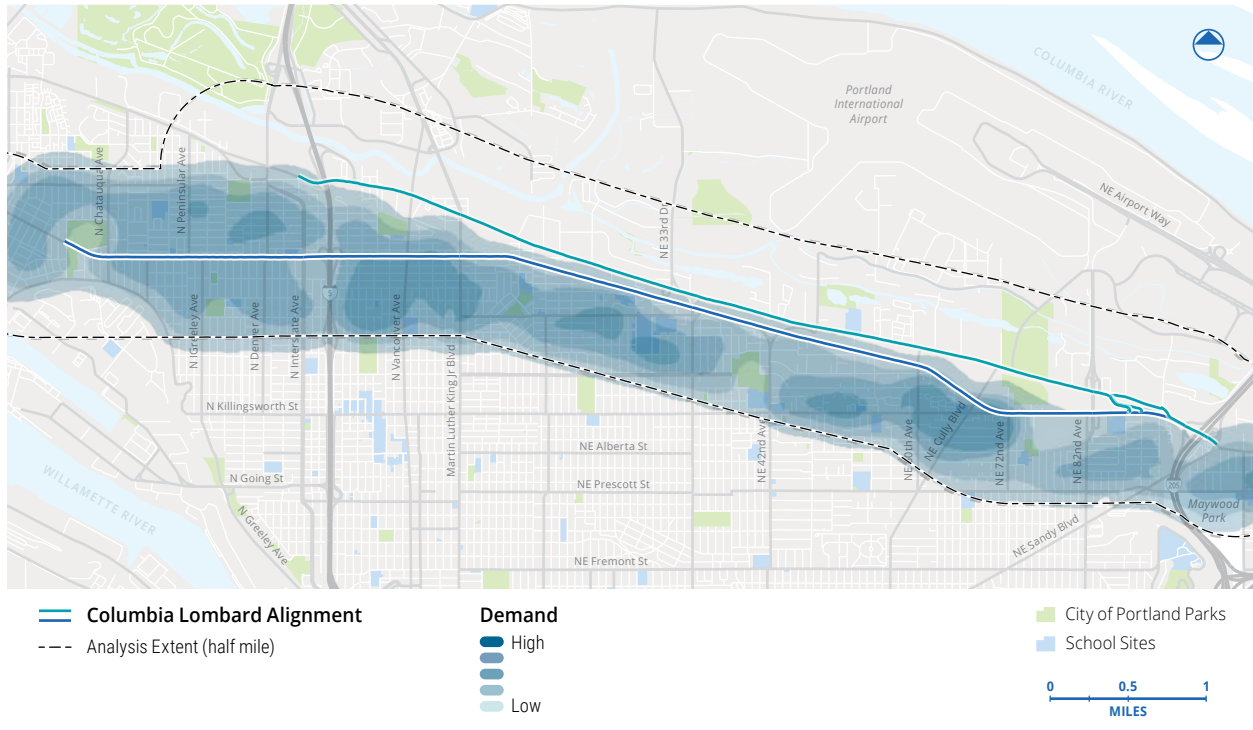 COLUMBIA RIVER
Portland
International
Airport
NE Airport Way
N Chatauqua Ave
N Peninsular Ave
NE 33rd Dr
5
N Greeley Ave
N Denver Ave
N Interstate Ave
N Vancouver Ave
Martin Luther King Jr Blvd
N Killingsworth St
NE Alberta St
NE 42nd Ave
NE Cully Blvd
NE 72nd Ave
NE 82nd Ave
N Going St
NE Prescott St
205
Maywood
Park
WILLAMETTE RIVER
N Greeley Ave
NE Sandy Blvd
NE Fremont St
Columbia Lombard Alignment
Analysis Extent (half mile)
Demand
High
Low
City of Portland Parks
School Sites
0 0.5 1
MILES